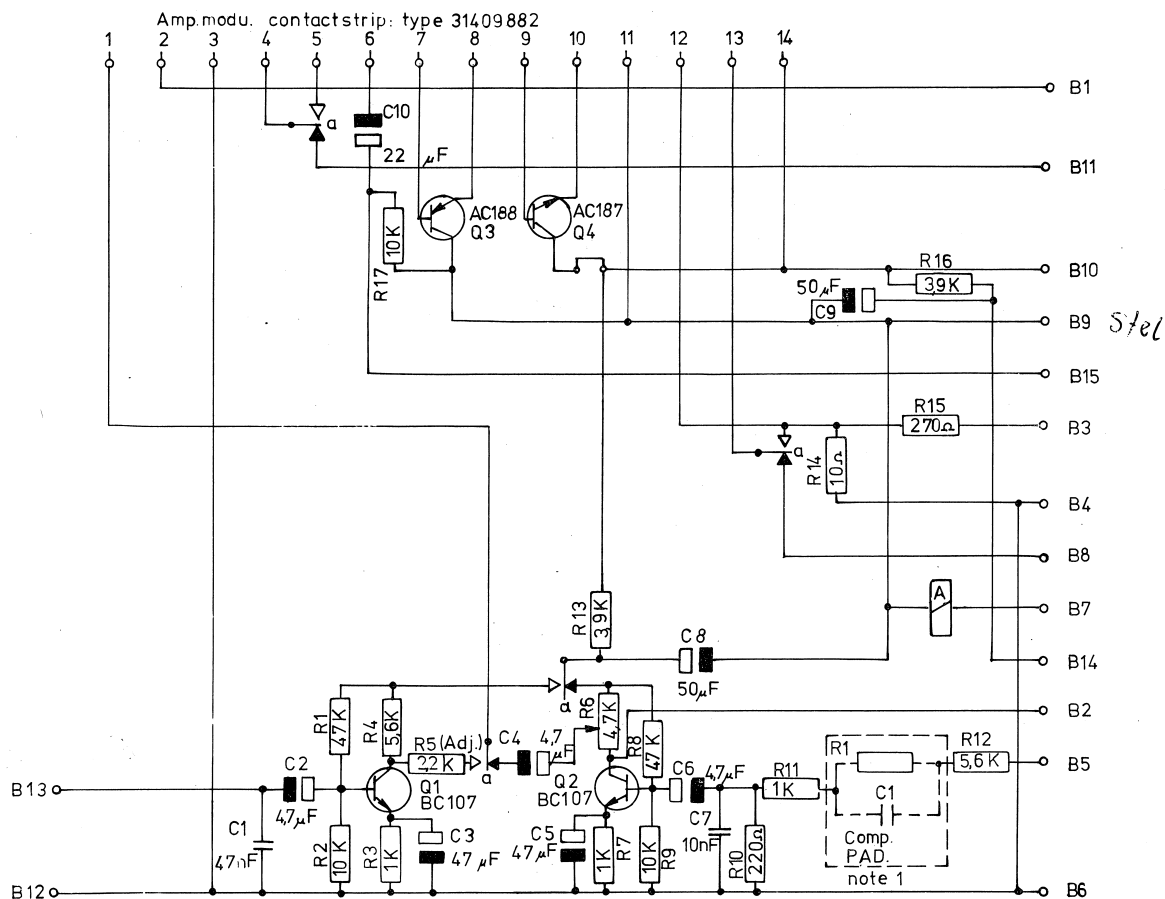 Amp.modu. contactstrip: type 31409882
1 2 3 4 5 6 7 8 9 10 11 12 13 14
B1
C10
a
22 μF
B11
AC188
Q3
AC187
Q4
10K
R17
R16
3,9K
B10
50μF
C9
B9
Stel
B15
R15
270Ω
B3
a
R14
10Ω
B4
B8
A
B7
R13
3,9K
C8
50μF
B14
a
R1
47K
R4
5,6K
R6
4,7K
R8
47K
B2
R5(Adj.)
2,2K
a
C4
4,7
μF
R1
R12
5,6K
B5
C2
4,7μF
Q1
BC107
Q2
BC107
C6
4,7μF
R11
1K
C1
B13
C1
47nF
R2
10K
R3
1K
C3
47μF
C5
47μF
R7
1K
R9
10K
C7
10nF
R10
220Ω
Comp.
PAD.
note 1
B12
B6